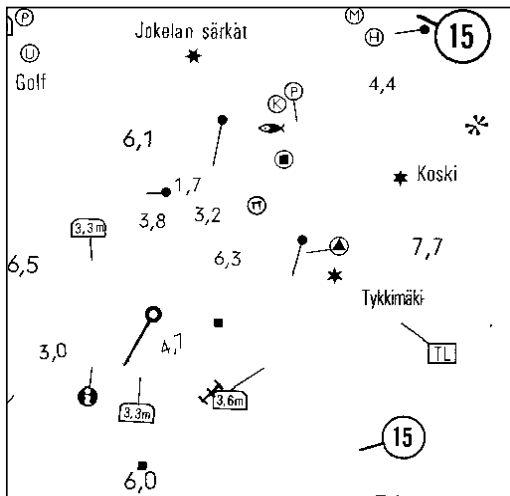 P
M
15
U
Jokelan särkät
H
Golf
P
4,4
K
6,1
1,7
Koski
3,8
3,2
3,3m
6,3
7,7
6,5
Tykkimäki
4,1
3,0
TL
3,3m
3,6m
15
6,0